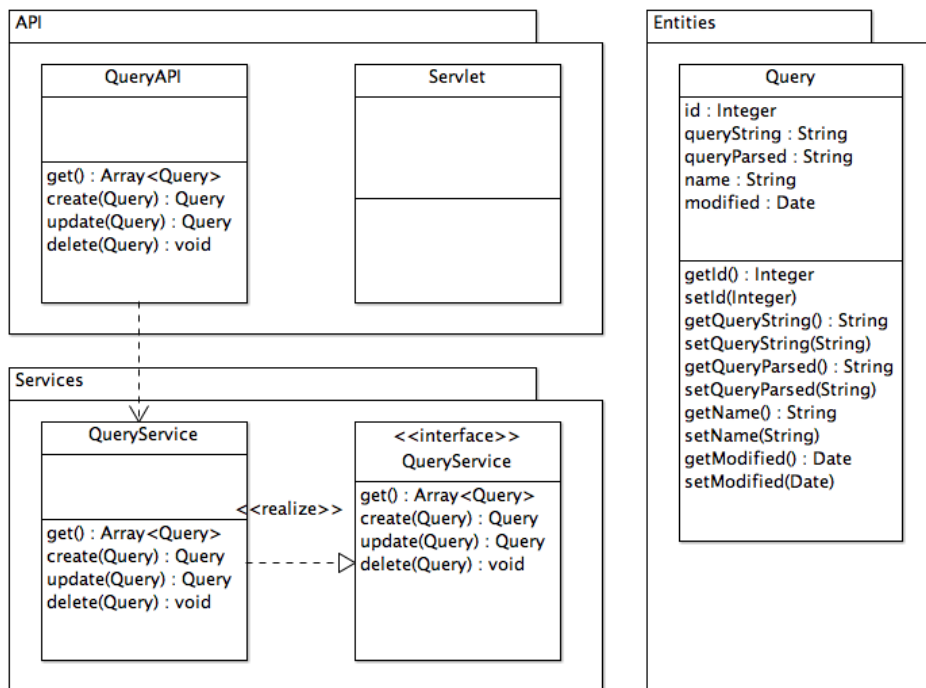 API
QueryAPI
get() : Array<Query>
create(Query) : Query
update(Query) : Query
delete(Query) : void
Servlet
Services
QueryService
get() : Array<Query>
create(Query) : Query
update(Query) : Query
delete(Query) : void
<<realize>>
<<interface>>
QueryService
get() : Array<Query>
create(Query) : Query
update(Query) : Query
delete(Query) : void
Entities
Query
id : Integer
queryString : String
queryParsed : String
name : String
modified : Date
getId() : Integer
setId(Integer)
getQueryString() : String
setQueryString(String)
getQueryParsed() : String
setQueryParsed(String)
getName() : String
setName(String)
getModified() : Date
setModified(Date)